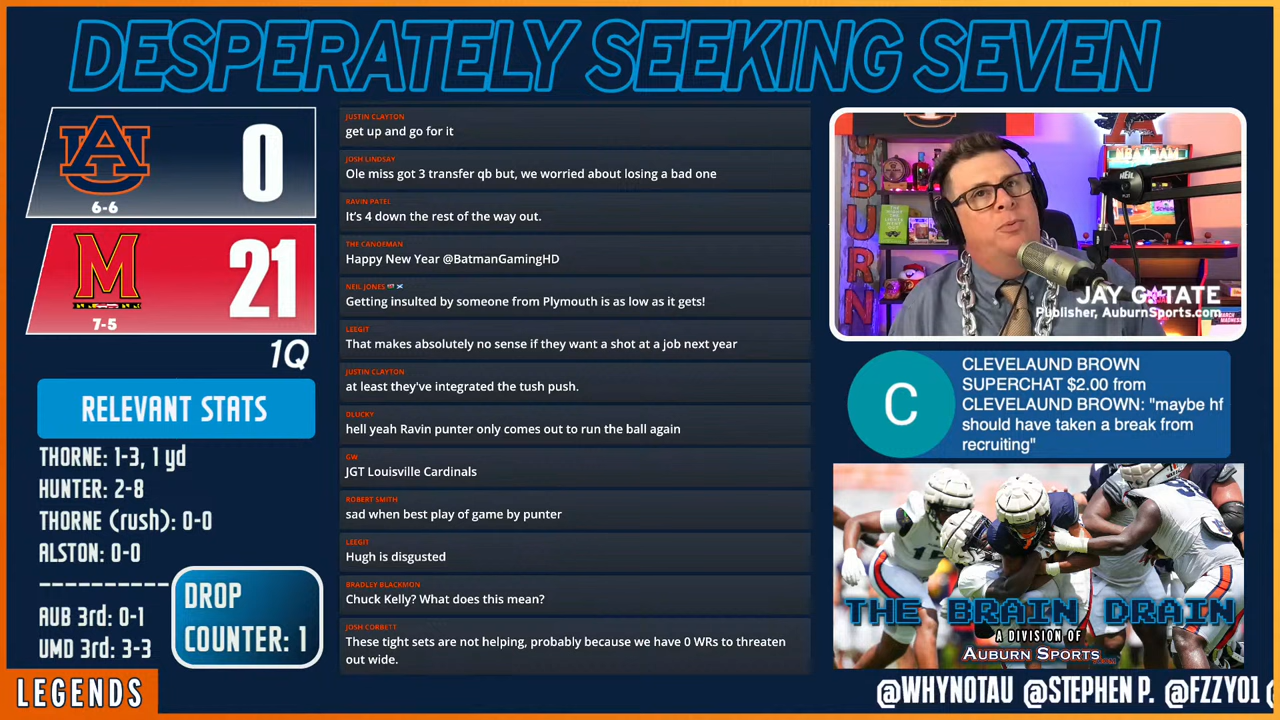 DESPERATELY SEEKING SEVEN
AU
0
6-6
M
21
7-5
1Q
RELEVANT STATS
THORNE: 1-3, 1 yd
HUNTER: 2-8
THORNE (rush): 0-0
ALSTON: 0-0
----------
AUB 3rd: 0-1
UMD 3rd: 3-3
DROP
COUNTER: 1
JUSTIN CLAYTON
get up and go for it
JOSH LINDSAY
Ole miss got 3 transfer qb but, we worried about losing a bad one
RAVIN PATEL
It's 4 down the rest of the way out.
THE CANOEMAN
Happy New Year @BatmanGamingHD
NEIL JONES
Getting insulted by someone from Plymouth is as low as it gets!
LEEGIT
That makes absolutely no sense if they want a shot at a job next year
JUSTIN CLAYTON
at least they've integrated the tush push.
DLUCKY
hell yeah Ravin punter only comes out to run the ball again
GW
JGT Louisville Cardinals
ROBERT SMITH
sad when best play of game by punter
LEEGIT
Hugh is disgusted
BRADLEY BLACKMON
Chuck Kelly? What does this mean?
JOSH CORBETT
These tight sets are not helping, probably because we have 0 WRs to threaten
out wide.
BURN
NBA JAM
JAY G. TATE
Publisher, AuburnSports.com
C
CLEVELAUND BROWN
SUPERCHAT $2.00 from
CLEVELAUND BROWN: "maybe hf
should have taken a break from
recruiting"
THE BRAIN DRAIN
A DIVISION OF
AUBURN SPORTS.COM
LEGENDS
@WHYNOTAU @STEPHEN P. @FZZY01 @